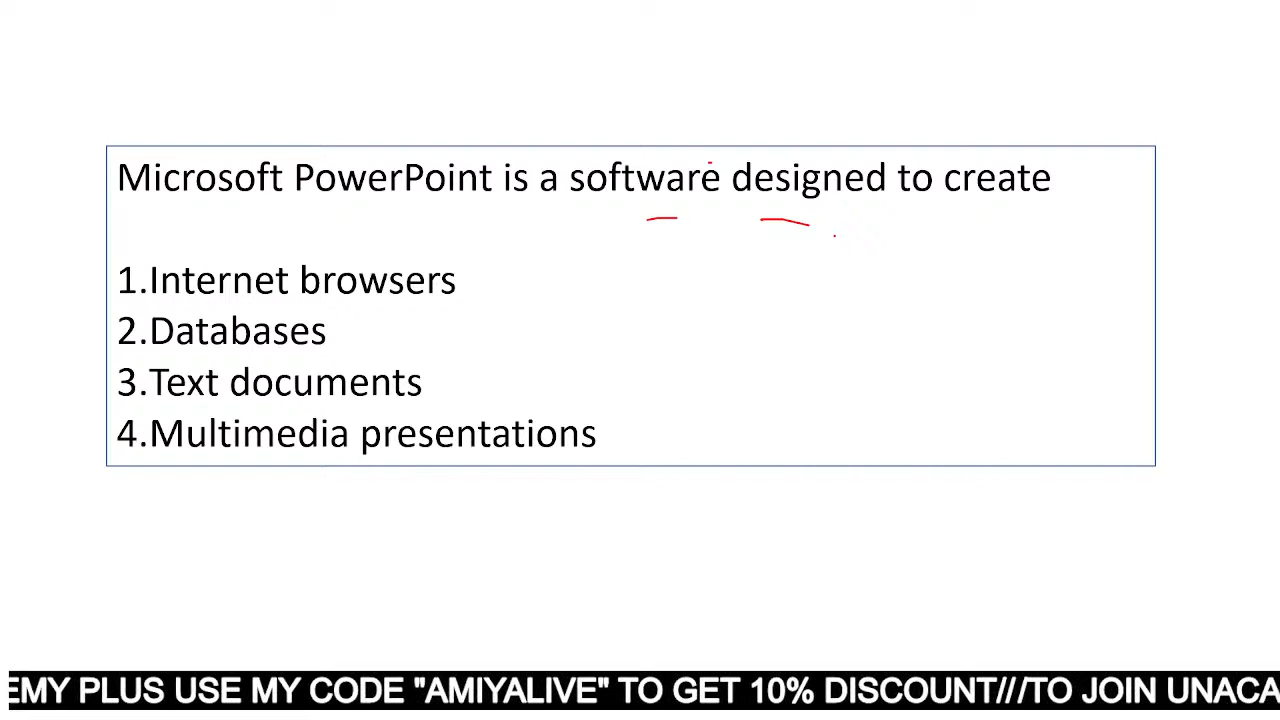 Microsoft PowerPoint is a software designed to create
1.Internet browsers
2.Databases
3.Text documents
4.Multimedia presentations
EMY PLUS USE MY CODE "AMIYALIVE" TO GET 10% DISCOUNT///TO JOIN UNACA